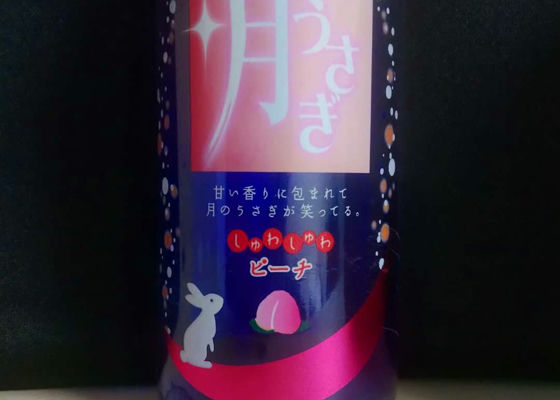 月うさぎ
甘い香りに包まれて
月のうさぎが笑ってる。
しゅわしゅわ
ピーチ